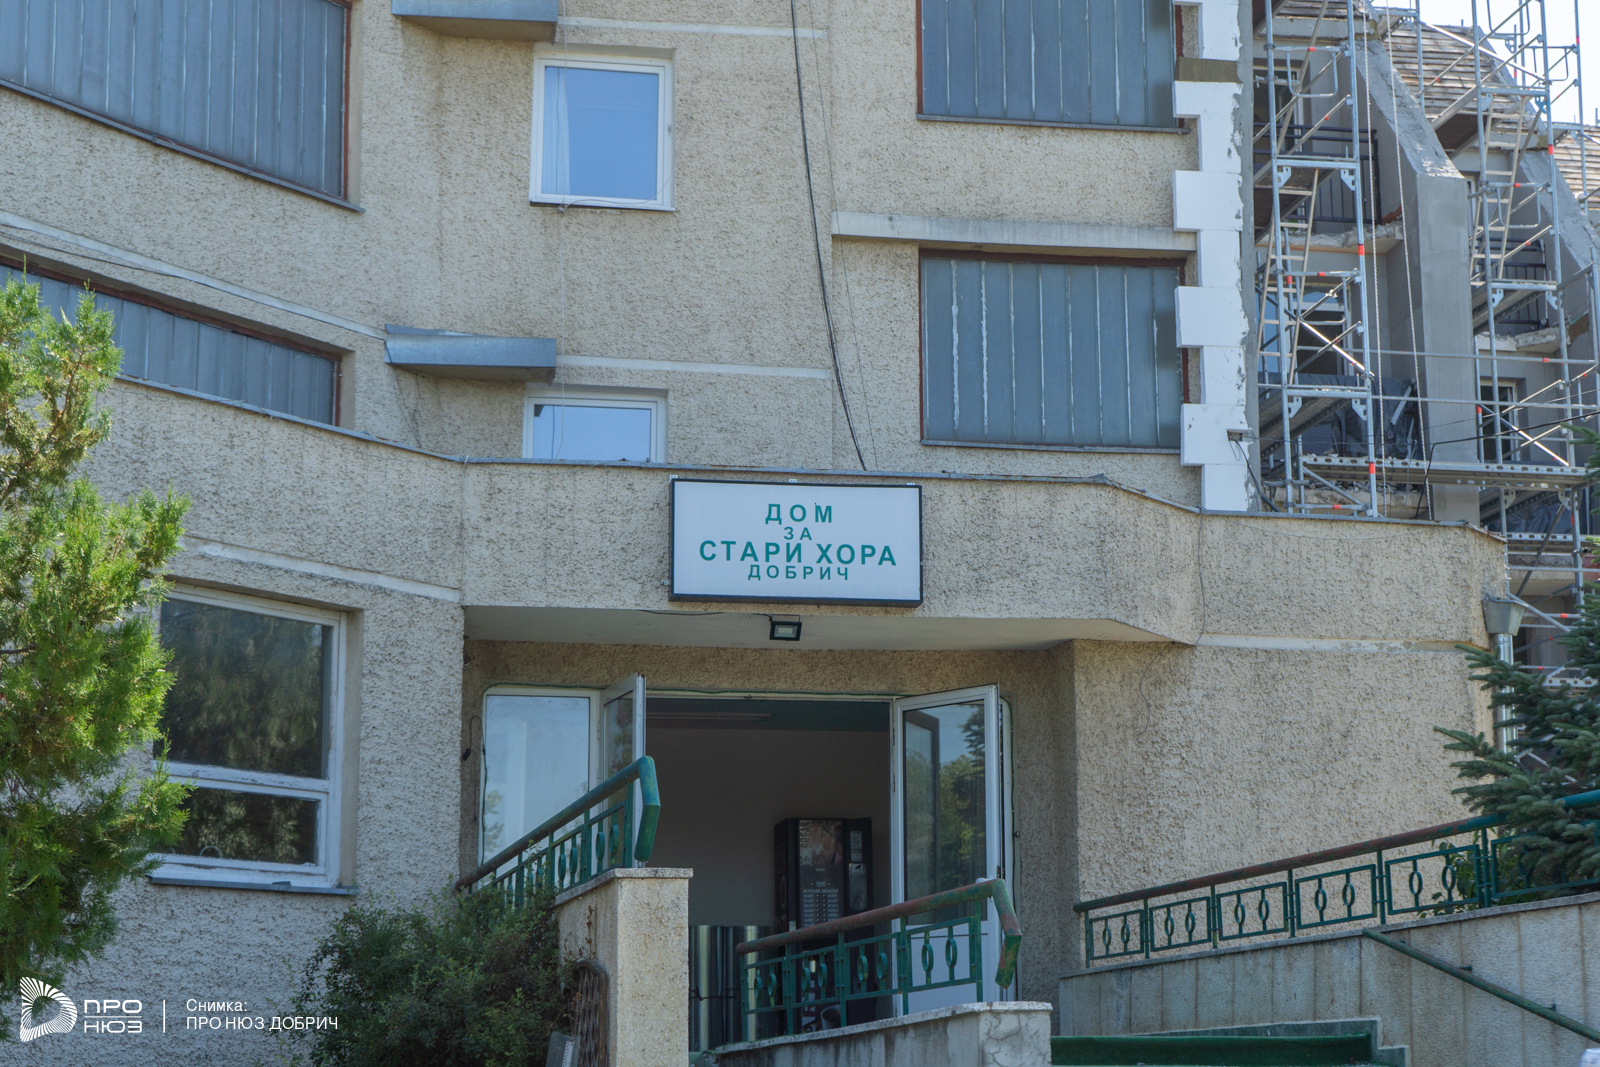 ДОМ
ЗА
СТАРИ ХОРА
ДОБРИЧ
ПРО
НЮЗ
Снимка:
ПРО НЮЗ ДОБРИЧ